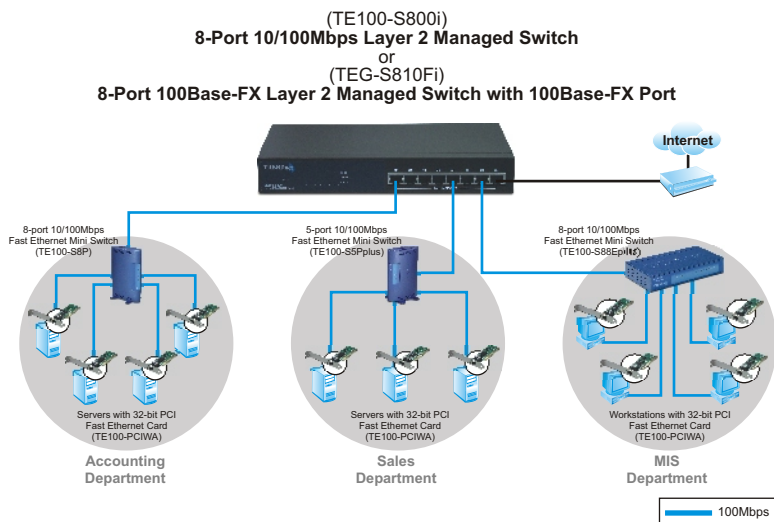 (TE100-S800i)
8-Port 10/100Mbps Layer 2 Managed Switch
or
(TEG-S810Fi)
8-Port 100Base-FX Layer 2 Managed Switch with 100Base-FX Port
Internet
8-port 10/100Mbps
Fast Ethernet Mini Switch
(TE100-S8P)
5-port 10/100Mbps
Fast Ethernet Mini Switch
(TE100-S5Pplus)
8-port 10/100Mbps
Fast Ethernet Mini Switch
(TE100-S88Eplus)
Servers with 32-bit PCI
Fast Ethernet Card
(TE100-PCIWA)
Servers with 32-bit PCI
Fast Ethernet Card
(TE100-PCIWA)
Workstations with 32-bit PCI
Fast Ethernet Card
(TE100-PCIWA)
Accounting
Department
Sales
Department
MIS
Department
100Mbps